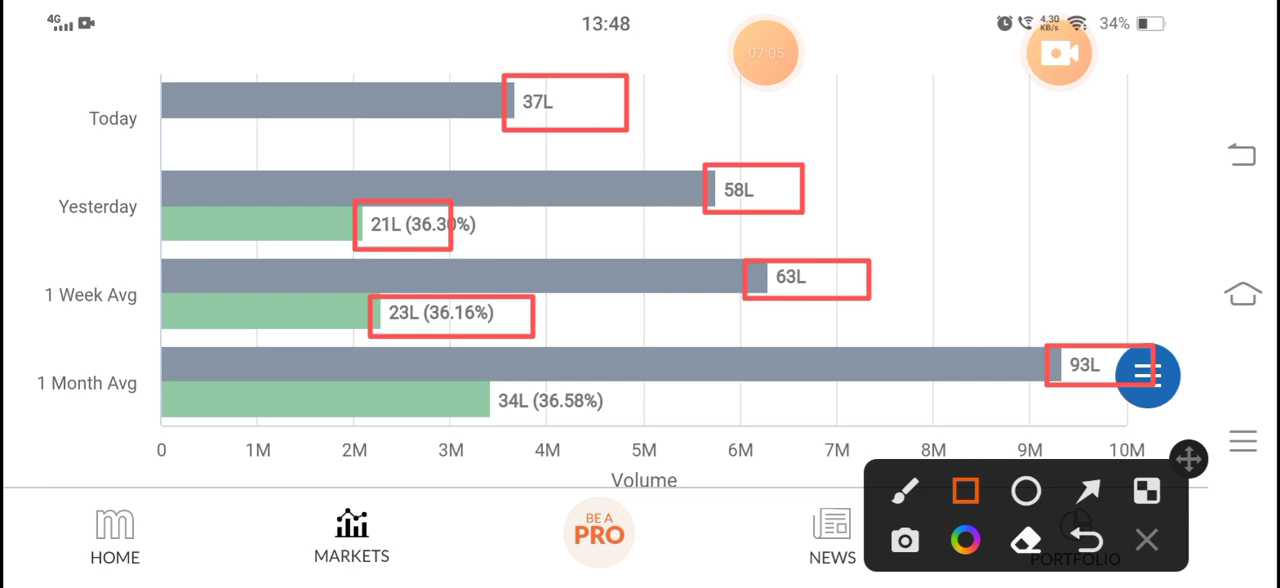 4G 13:48 4.30 KB/s 34%
07:05
Today 37L
Yesterday 58L
21L (36.30%)
1 Week Avg 63L
23L (36.16%)
1 Month Avg 93L
34L (36.58%)
0 1M 2M 3M 4M 5M 6M 7M 8M 9M 10M
Volume
BE A
PRO
HOME MARKETS NEWS PORTFOLIO